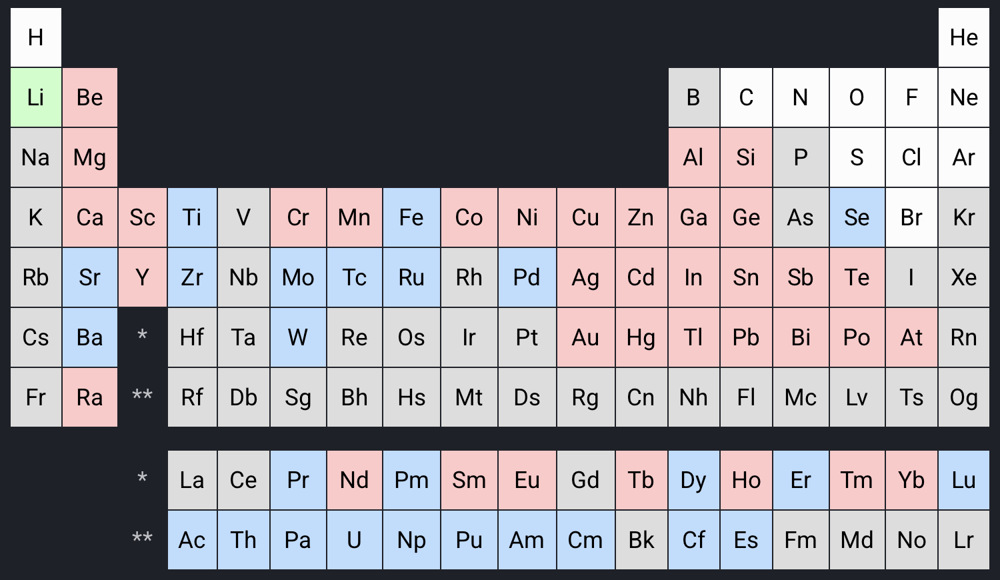 H He
Li Be B C N O F Ne
Na Mg Al Si P S Cl Ar
K Ca Sc Ti V Cr Mn Fe Co Ni Cu Zn Ga Ge As Se Br Kr
Rb Sr Y Zr Nb Mo Tc Ru Rh Pd Ag Cd In Sn Sb Te I Xe
Cs Ba * Hf Ta W Re Os Ir Pt Au Hg Tl Pb Bi Po At Rn
Fr Ra ** Rf Db Sg Bh Hs Mt Ds Rg Cn Nh Fl Mc Lv Ts Og
* La Ce Pr Nd Pm Sm Eu Gd Tb Dy Ho Er Tm Yb Lu
** Ac Th Pa U Np Pu Am Cm Bk Cf Es Fm Md No Lr